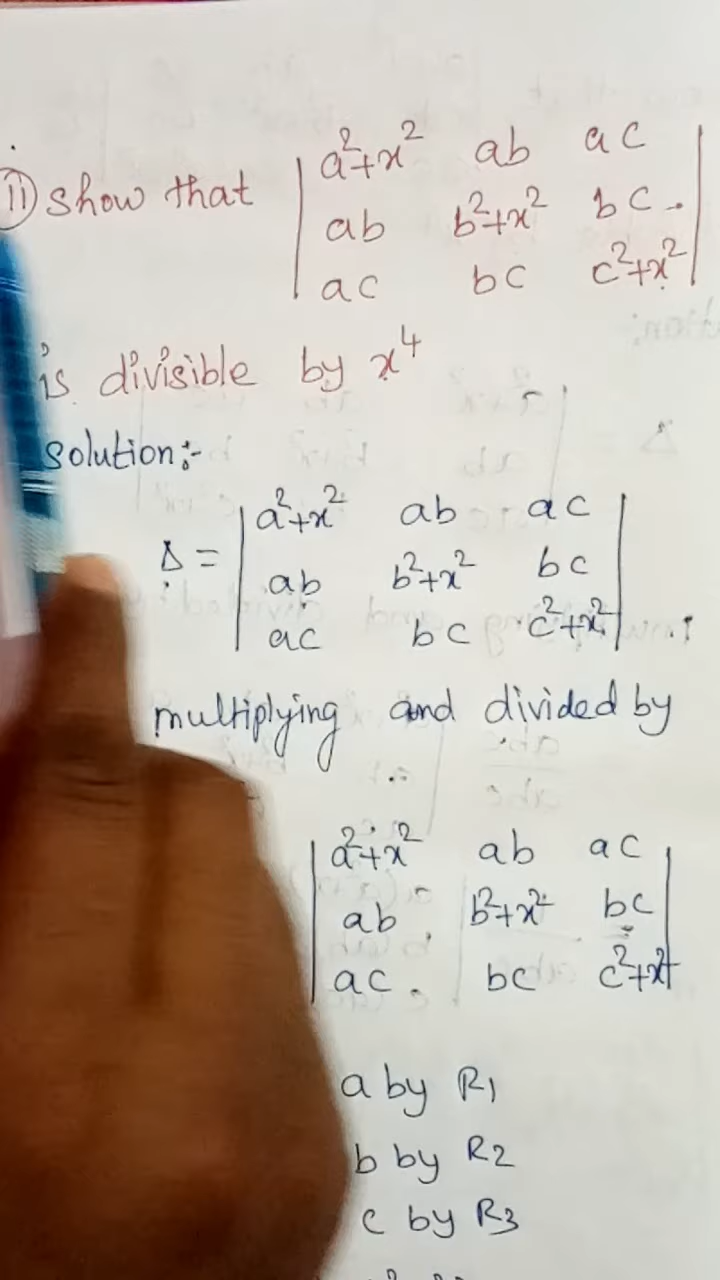 ii) show that | a²+x² ab ac |
| ab b²+x² bc |
| ac bc c²+x² |
is divisible by x⁴
solution:-
Δ = | a²+x² ab ac |
| ab b²+x² bc |
| ac bc c²+x² |
multiplying and divided by
| a²+x² ab ac |
| ab b²+x² bc |
| ac bc c²+x² |
a by R1
b by R2
c by R3